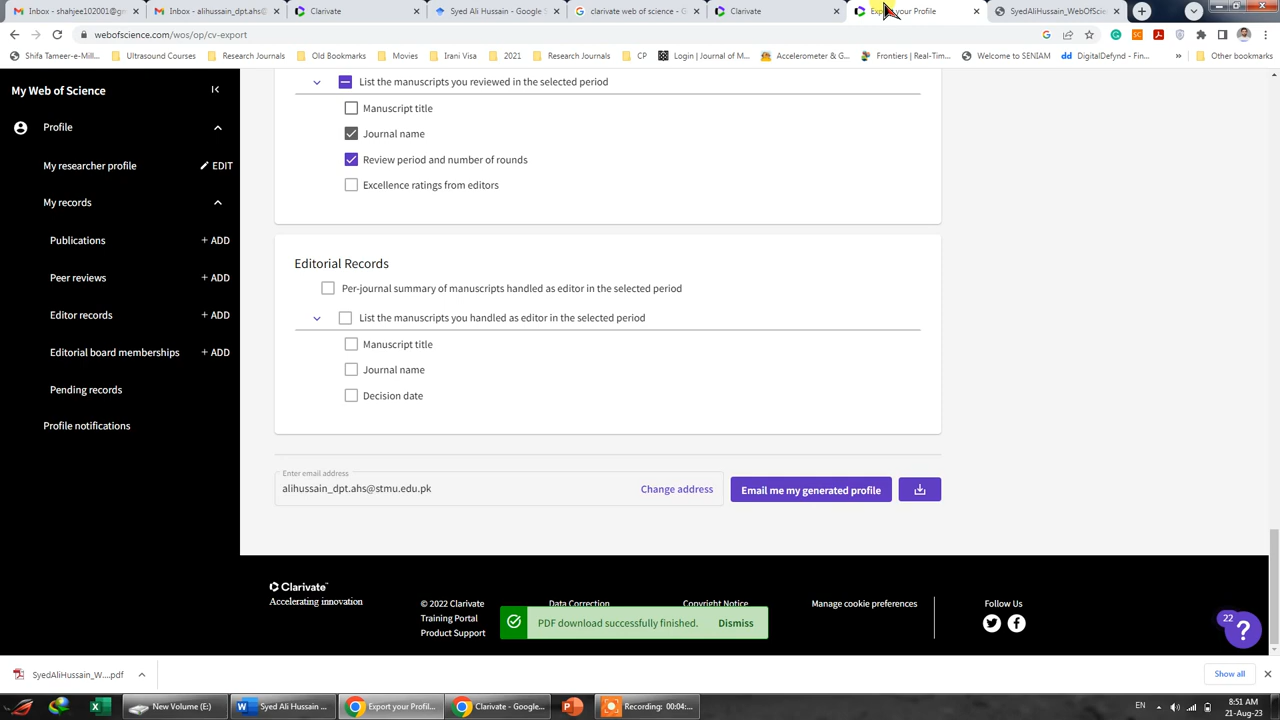 Inbox - shahjee102001@g
Inbox - alihussain_dpt.ahs@
Clarivate
Syed Ali Hussain - Google
clarivate web of science - G
Clarivate
Export your Profile
SyedAliHussain_WebOfScie
webofscience.com/wos/op/cv-export
Shifa Tameer-e-Mill...
Ultrasound Courses
Research Journals
Old Bookmarks
Movies
Irani Visa
2021
Research Journals
CP
Login | Journal of M...
Accelerometer & G...
Frontiers | Real-Tim...
Welcome to SENIAM
DigitalDefynd - Fin...
»
Other bookmarks
My Web of Science
Profile
My researcher profile
EDIT
My records
Publications
+ ADD
Peer reviews
+ ADD
Editor records
+ ADD
Editorial board memberships
+ ADD
Pending records
Profile notifications
List the manuscripts you reviewed in the selected period
Manuscript title
Journal name
Review period and number of rounds
Excellence ratings from editors
Editorial Records
Per-journal summary of manuscripts handled as editor in the selected period
List the manuscripts you handled as editor in the selected period
Manuscript title
Journal name
Decision date
Enter email address
alihussain_dpt.ahs@stmu.edu.pk
Change address
Email me my generated profile
Clarivate™
Accelerating innovation
© 2022 Clarivate
Training Portal
Product Support
Data Correction
Copyright Notice
Manage cookie preferences
Follow Us
PDF download successfully finished.
Dismiss
22
?
SyedAliHussain_W....pdf
Show all
New Volume (E:)
Syed Ali Hussain ...
Export your Profil...
Clarivate - Google...
Recording: 00:04:...
EN
8:51 AM
21-Aug-23